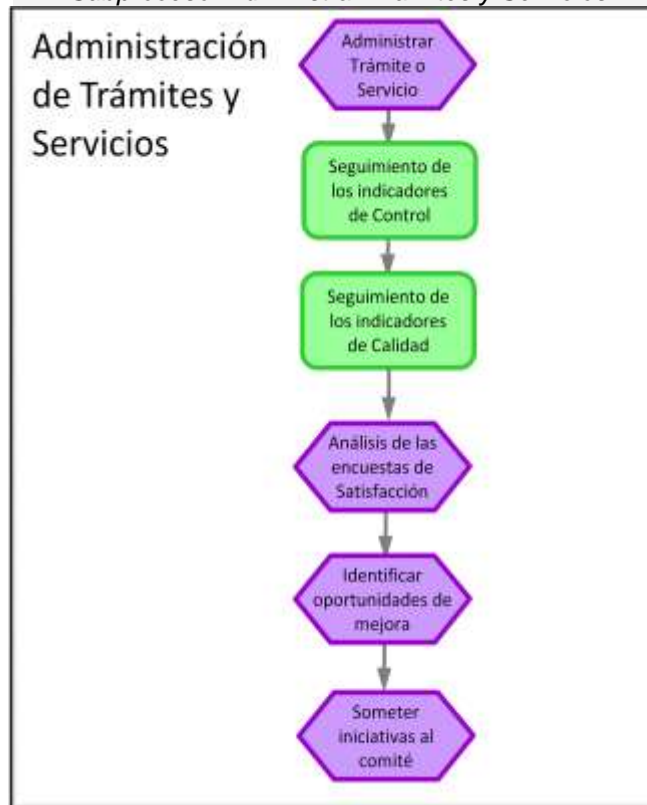 Administración
de Trámites y
Servicios
Administrar
Trámite o
Servicio
Seguimiento de
los indicadores
de Control
Seguimiento de
los indicadores
de Calidad
Análisis de las
encuestas de
Satisfacción
Identificar
oportunidades de
mejora
Someter
iniciativas al
comité